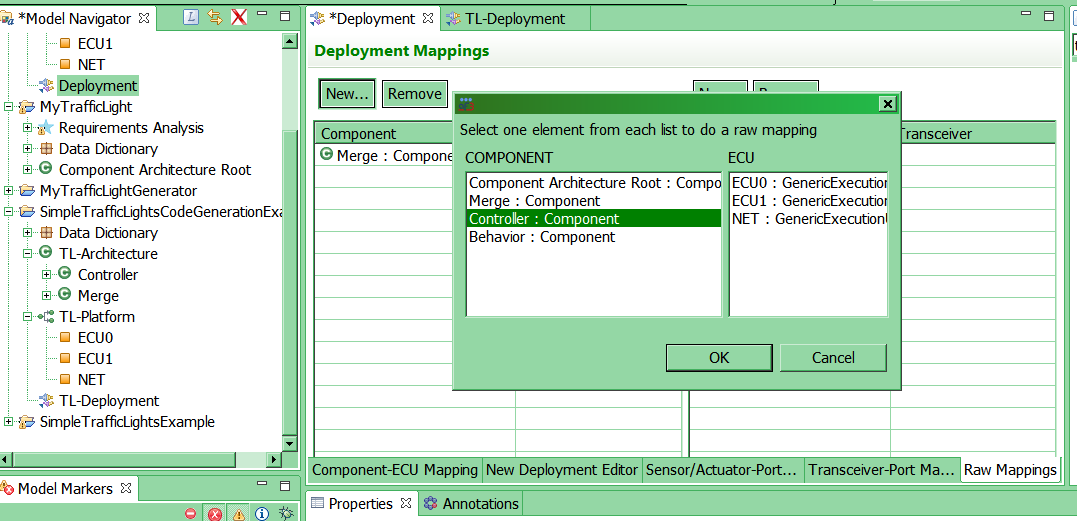 *Model Navigator
ECU1
NET
Deployment
MyTrafficLight
Requirements Analysis
Data Dictionary
Component Architecture Root
MyTrafficLightGenerator
SimpleTrafficLightsCodeGenerationExa
Data Dictionary
TL-Architecture
Controller
Merge
TL-Platform
ECU0
ECU1
NET
TL-Deployment
SimpleTrafficLightsExample
Model Markers
*Deployment
TL-Deployment
Deployment Mappings
New...
Remove
Component
Transceiver
Merge : Compone
Select one element from each list to do a raw mapping
COMPONENT
ECU
Component Architecture Root : Compo
Merge : Component
Controller : Component
Behavior : Component
ECU0 : GenericExecution
ECU1 : GenericExecution
NET : GenericExecutionU
OK
Cancel
Component-ECU Mapping
New Deployment Editor
Sensor/Actuator-Port...
Transceiver-Port Ma...
Raw Mappings
Properties
Annotations